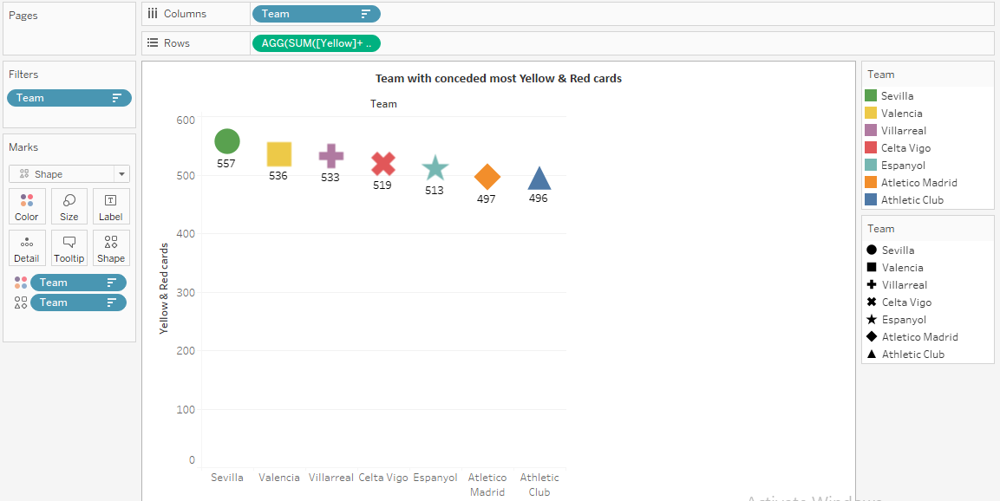 Pages
Columns
Team
Rows
AGG(SUM([Yellow]+ ..
Filters
Team
Marks
Shape
Color
Size
Label
Detail
Tooltip
Shape
Team
Team
Team with conceded most Yellow & Red cards
Team
Yellow & Red cards
600
500
400
300
200
100
0
557
536
533
519
513
497
496
Sevilla
Valencia
Villarreal
Celta Vigo
Espanyol
Atletico
Madrid
Athletic
Club
Team
Sevilla
Valencia
Villarreal
Celta Vigo
Espanyol
Atletico Madrid
Athletic Club
Team
Sevilla
Valencia
Villarreal
Celta Vigo
Espanyol
Atletico Madrid
Athletic Club
Activate Windows